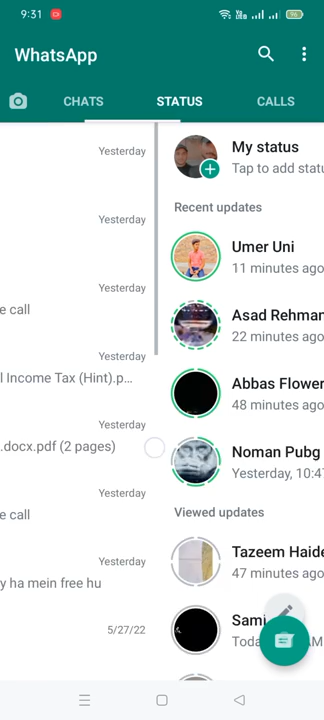 9:31
95
WhatsApp
CHATS
STATUS
CALLS
Yesterday
Yesterday
Yesterday
e call
Yesterday
l Income Tax (Hint).p...
Yesterday
.docx.pdf (2 pages)
Yesterday
e call
Yesterday
y ha mein free hu
5/27/22
My status
Tap to add statu
Recent updates
Umer Uni
11 minutes ago
Asad Rehman
22 minutes ago
Abbas Flower
48 minutes ago
Noman Pubg
Yesterday, 10:4
Viewed updates
Tazeem Haide
47 minutes ago
Sami
Toda
AM